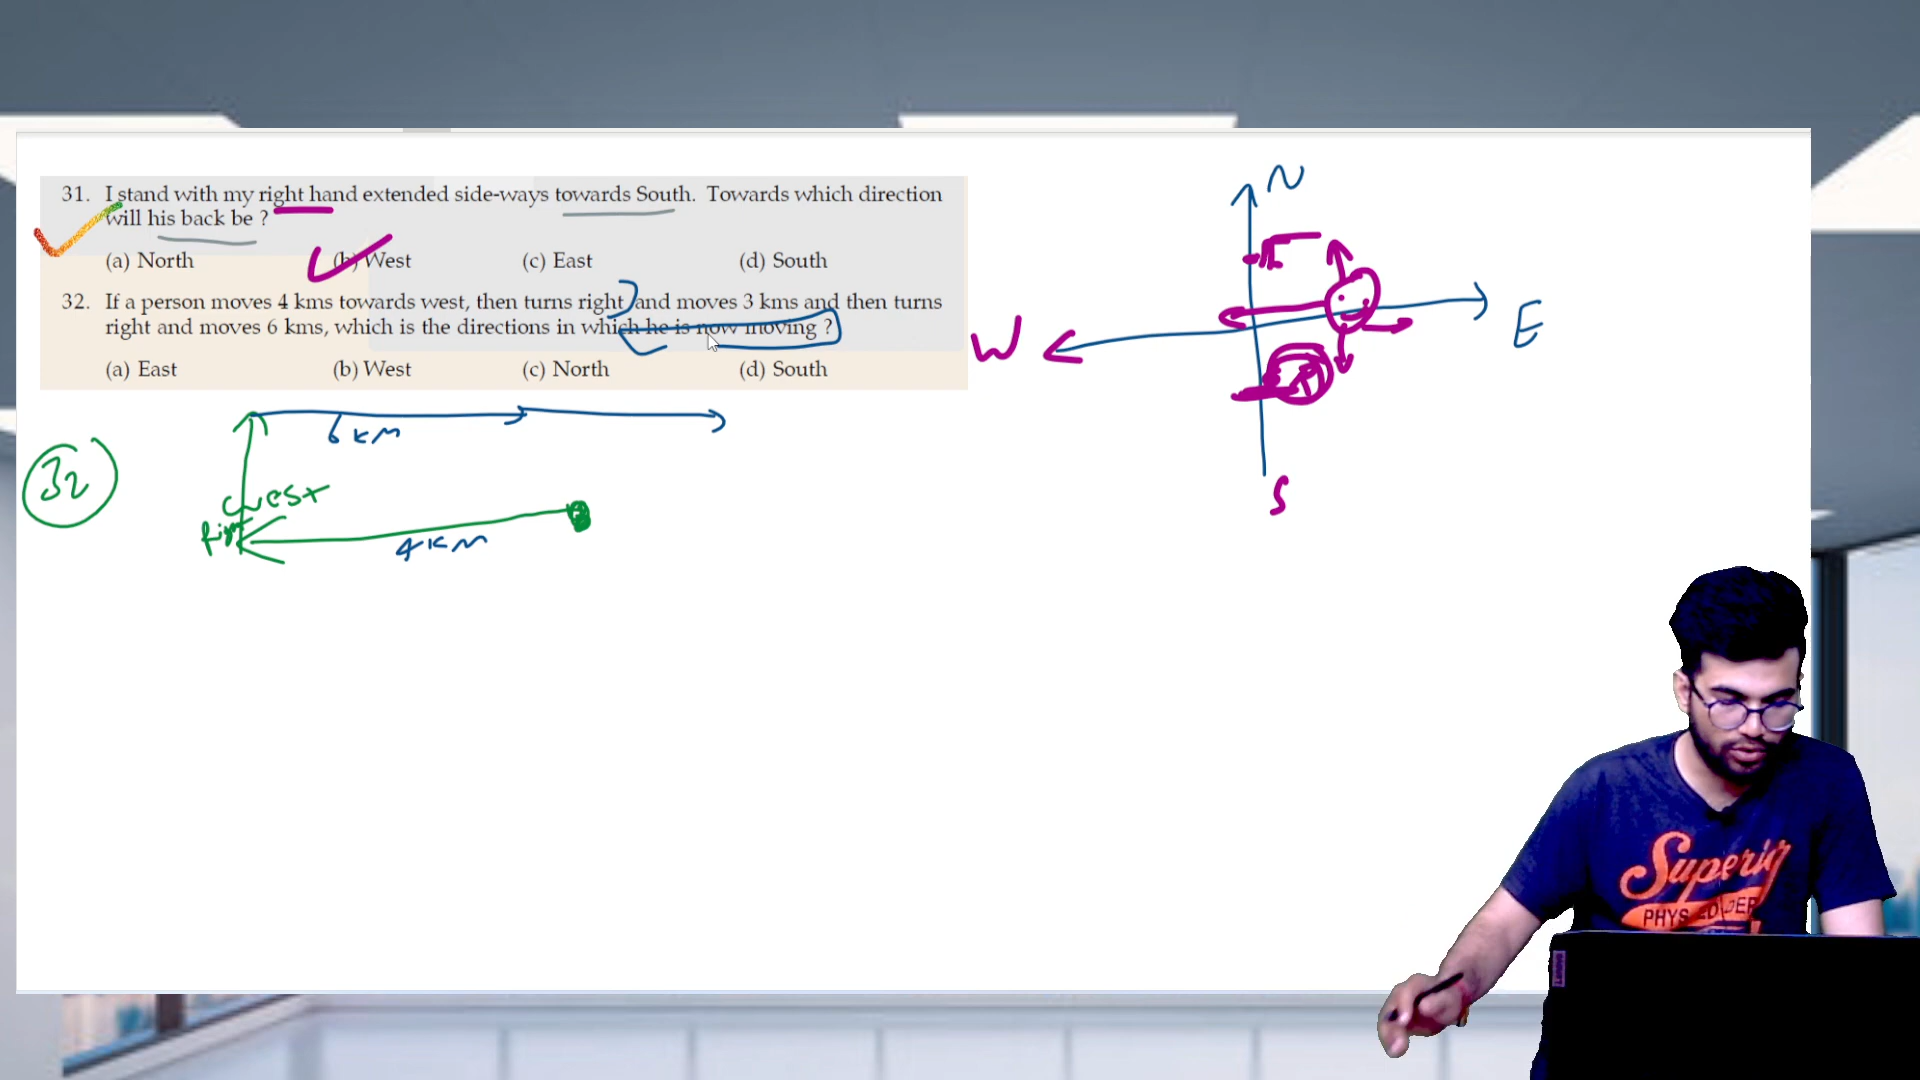 31. I stand with my right hand extended side-ways towards South. Towards which direction
will his back be ?
(a) North (b) West (c) East (d) South
32. If a person moves 4 kms towards west, then turns right and moves 3 kms and then turns
right and moves 6 kms, which is the directions in which he is now moving ?
(a) East (b) West (c) North (d) South
N
W
E
S
32
6 KM
West
4 KM
Superior
PHYS